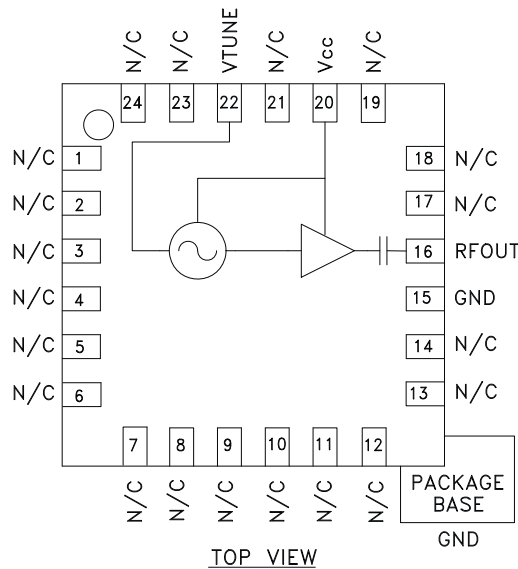 N/C
N/C
VTUNE
N/C
Vcc
N/C
24
23
22
21
20
19
N/C 1
18 N/C
N/C 2
17 N/C
N/C 3
16 RFOUT
N/C 4
15 GND
N/C 5
14 N/C
N/C 6
13 N/C
7
8
9
10
11
12
N/C
N/C
N/C
N/C
N/C
N/C
PACKAGE
BASE
GND
TOP VIEW